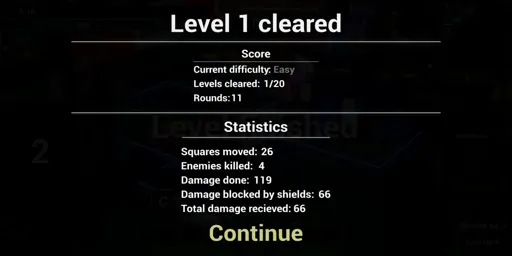 Level 1 cleared
Score
Current difficulty: Easy
Levels cleared: 1/20
Rounds:11
Statistics
Squares moved: 26
Enemies killed: 4
Damage done: 119
Damage blocked by shields: 66
Total damage recieved: 66
Continue
2